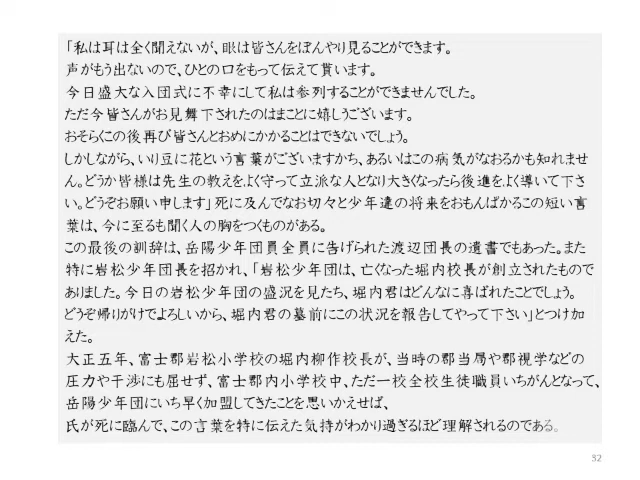 「私は耳は全く聞えないが、眼は皆さんをぼんやり見ることができます。
声がもう出ないので、ひとの口をもって伝えて貰います。
今日盛大な入団式に不幸にして私は参列することができませんでした。
ただ今皆さんがお見舞下されたのはまことに嬉しうございます。
おそらくこの後再び皆さんとおめにかかることはできないでしょう。
しかしながら、いり豆に花という言葉がございますから、あるいはこの病気がなおるかも知れませ
ん。どうか皆様は先生の教えをよく守って立派な人となり大きくなったら後進をよく導いて下さ
い。どうぞお願い申します」死に及んでなお切々と少年達の将来をおもんばかるこの短い言
葉は、今に至るも聞く人の胸をつくものがある。
この最後の訓辞は、岳陽少年団員全員に告げられた渡辺団長の遺書でもあった。また
特に岩松少年団長を招かれ、「岩松少年団は、亡くなった堀内校長が創立されたもので
ありました。今日の岩松少年団の盛況を見たら、堀内君はどんなに喜ばれたことでしょう。
どうぞ帰りがけでよろしいから、堀内君の墓前にこの状況を報告してやって下さい」とつけ加
えた。
大正五年、富士郡岩松小学校の堀内柳作校長が、当時の郡当局や郡視学などの
圧力や干渉にも屈せず、富士郡内小学校中、ただ一校全校生徒職員いちがんとなって、
岳陽少年団にいち早く加盟してきたことを思いかえせば、
氏が死に臨んで、この言葉を特に伝えた気持がわかり過ぎるほど理解されるのである。
32